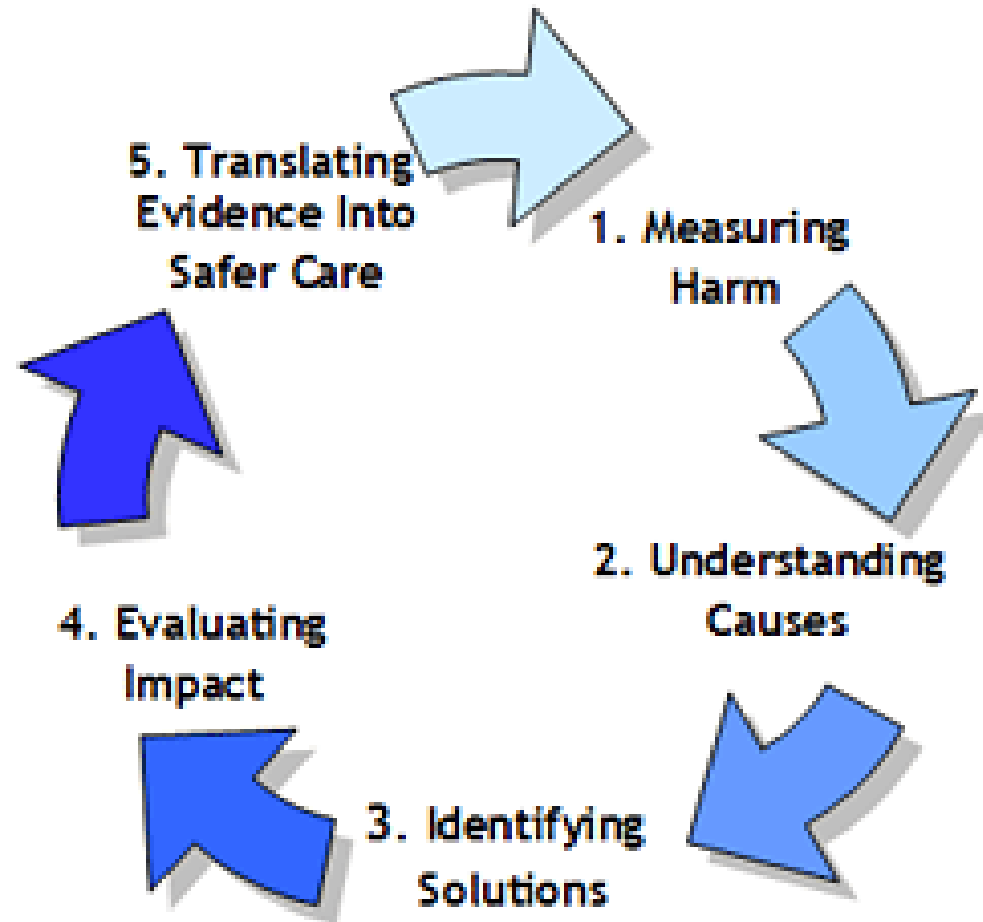 1. Measuring
Harm
2. Understanding
Causes
3. Identifying
Solutions
4. Evaluating
Impact
5. Translating
Evidence Into
Safer Care